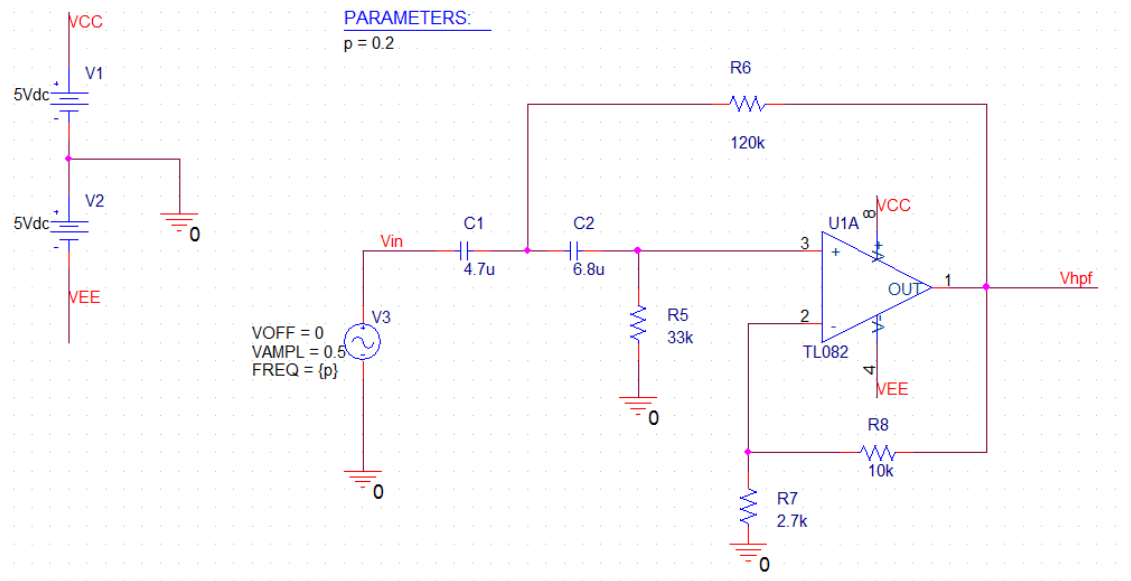 VCC
PARAMETERS:
p = 0.2
V1
5Vdc
+
-
R6
120k
V2
5Vdc
+
-
0
VEE
Vin
C1
4.7u
C2
6.8u
U1A
8
VCC
V+
3
+
OUT
1
Vhpf
2
-
V-
TL082
4
VEE
R5
33k
0
V3
+
-
VOFF = 0
VAMPL = 0.5
FREQ = {p}
0
R8
10k
R7
2.7k
0